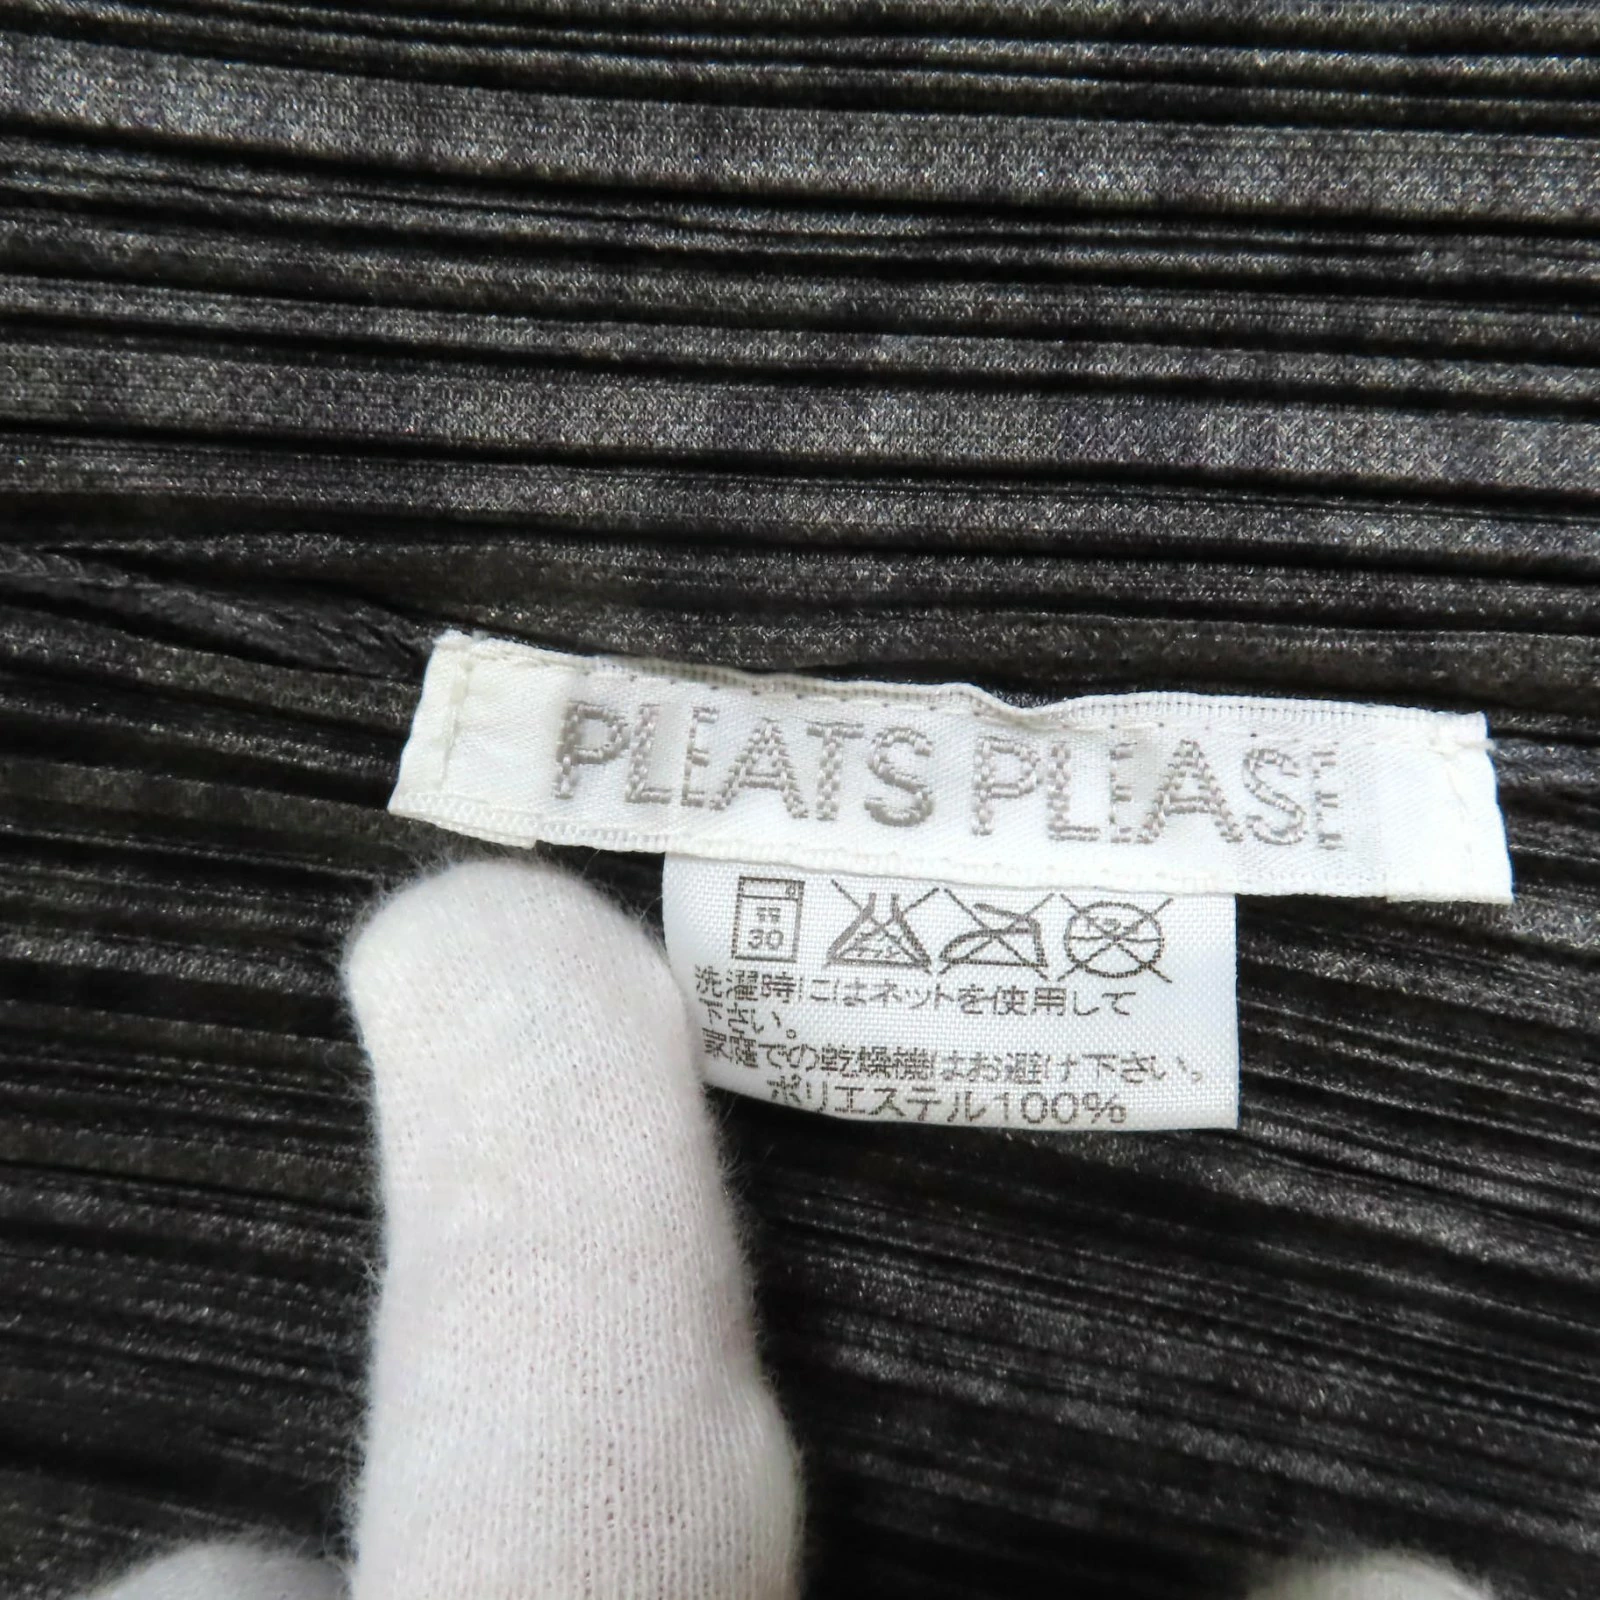 PLEATS PLEASE
弱
30
洗濯時にはネットを使用して
下さい。
家庭での乾燥機はお避け下さい。
ポリエステル100%